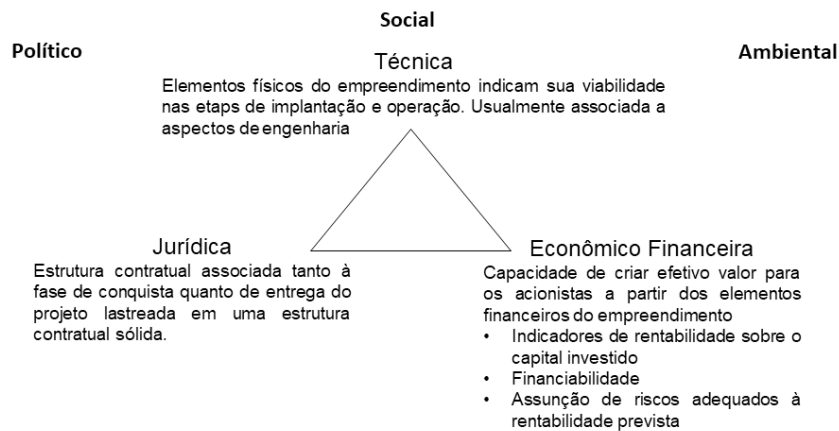 Social
Político
Ambiental
Técnica
Elementos físicos do empreendimento indicam sua viabilidade
nas etaps de implantação e operação. Usualmente associada a
aspectos de engenharia
Jurídica
Estrutura contratual associada tanto à
fase de conquista quanto de entrega do
projeto lastreada em uma estrutura
contratual sólida.
Econômico Financeira
Capacidade de criar efetivo valor para
os acionistas a partir dos elementos
financeiros do empreendimento
• Indicadores de rentabilidade sobre o
capital investido
• Financiabilidade
• Assunção de riscos adequados à
rentabilidade prevista